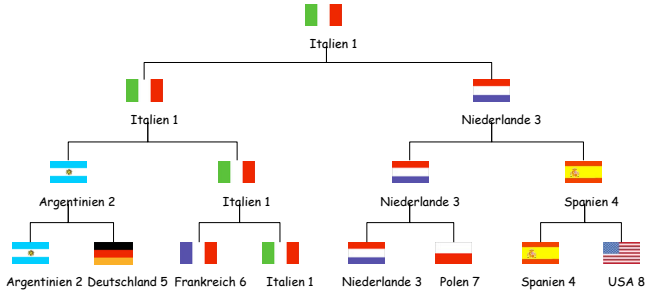 Italien 1
Italien 1 Niederlande 3
Argentinien 2 Italien 1 Niederlande 3 Spanien 4
Argentinien 2 Deutschland 5 Frankreich 6 Italien 1 Niederlande 3 Polen 7 Spanien 4 USA 8